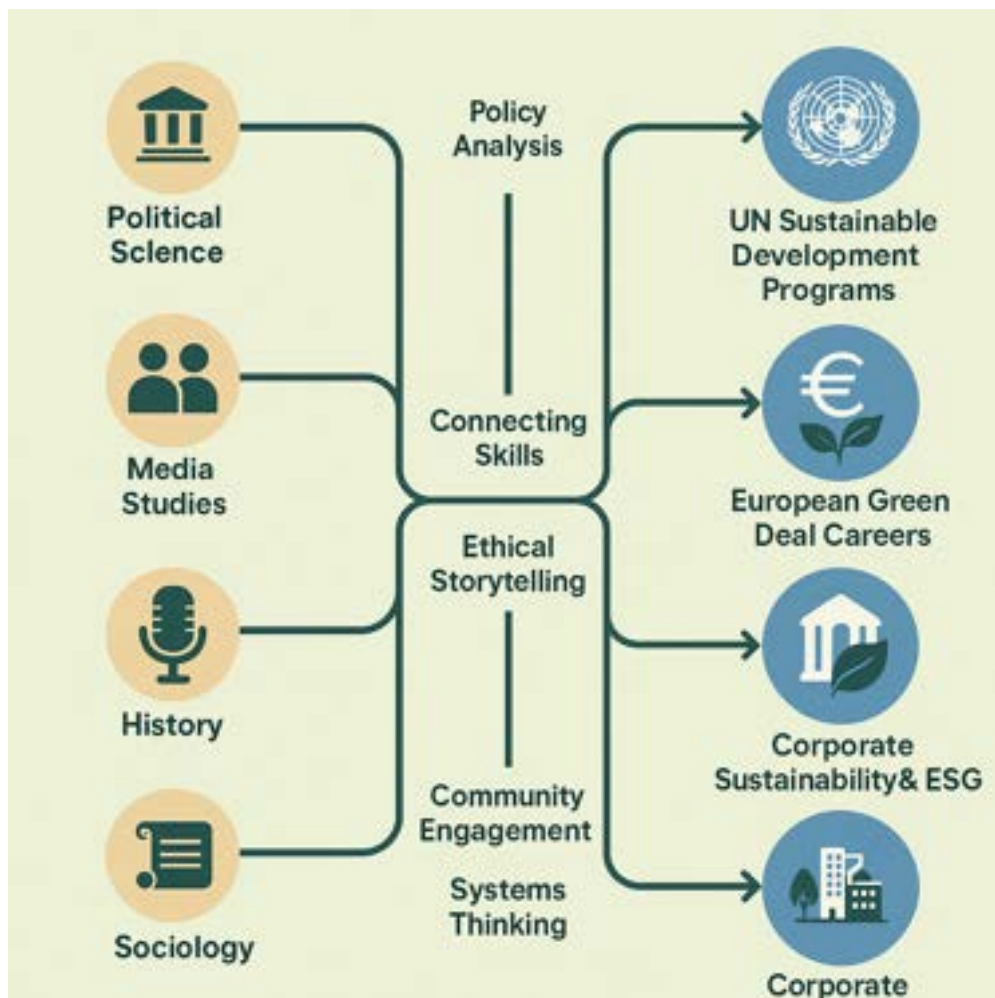 Political
Sclence
Media
Studies
History
Sociology
Policy
Analysis
Connecting
Skills
Ethical
Storytelling
Community
Engagement
Systems
Thinking
UN Sustainable
Development
Programs
European Green
Deal Careers
Corporate
Sustainability& ESG
Corporate